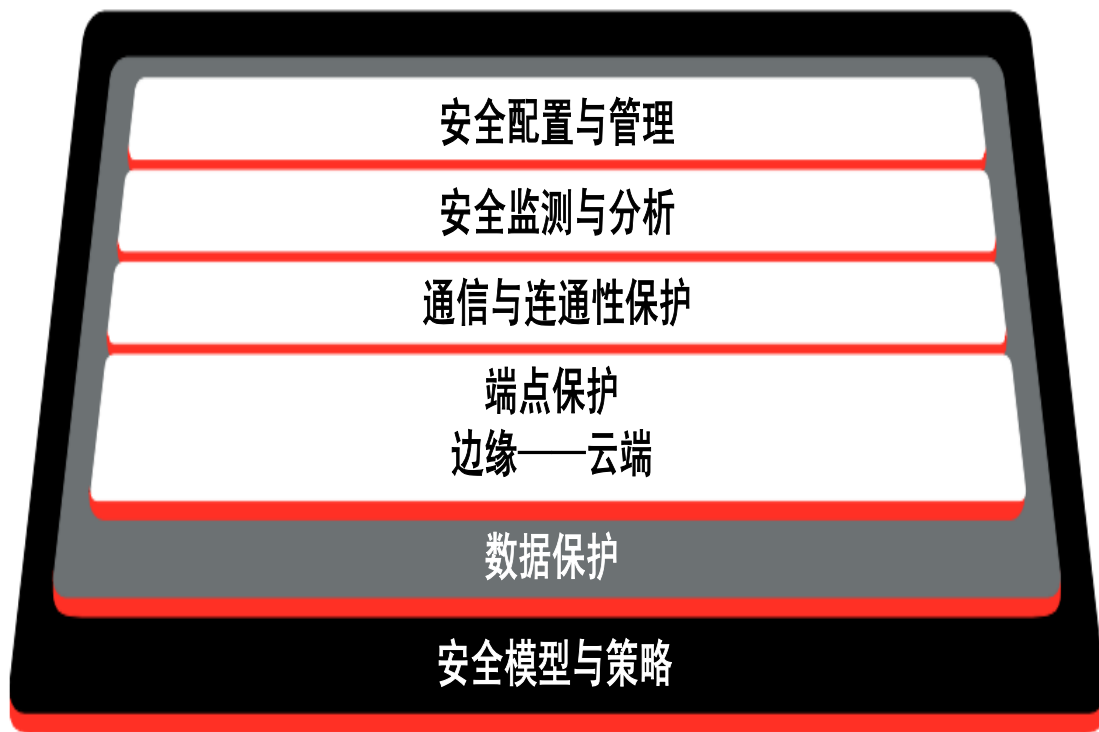 安全配置与管理
安全监测与分析
通信与连通性保护
端点保护
边缘——云端
数据保护
安全模型与策略